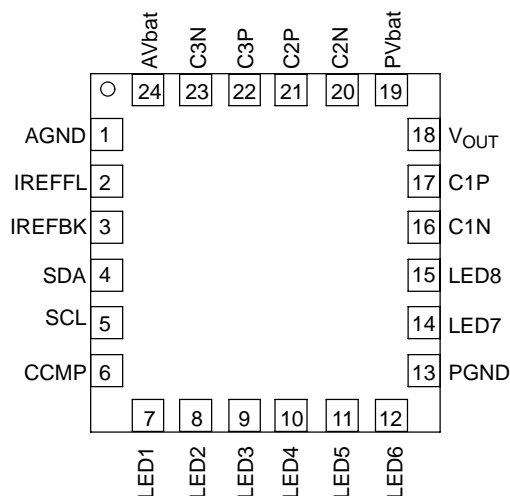 AVbat C3N C3P C2P C2N PVbat
24 23 22 21 20 19
AGND 1 18 VOUT
IREFFL 2 17 C1P
IREFBK 3 16 C1N
SDA 4 15 LED8
SCL 5 14 LED7
CCMP 6 13 PGND
7 8 9 10 11 12
LED1 LED2 LED3 LED4 LED5 LED6